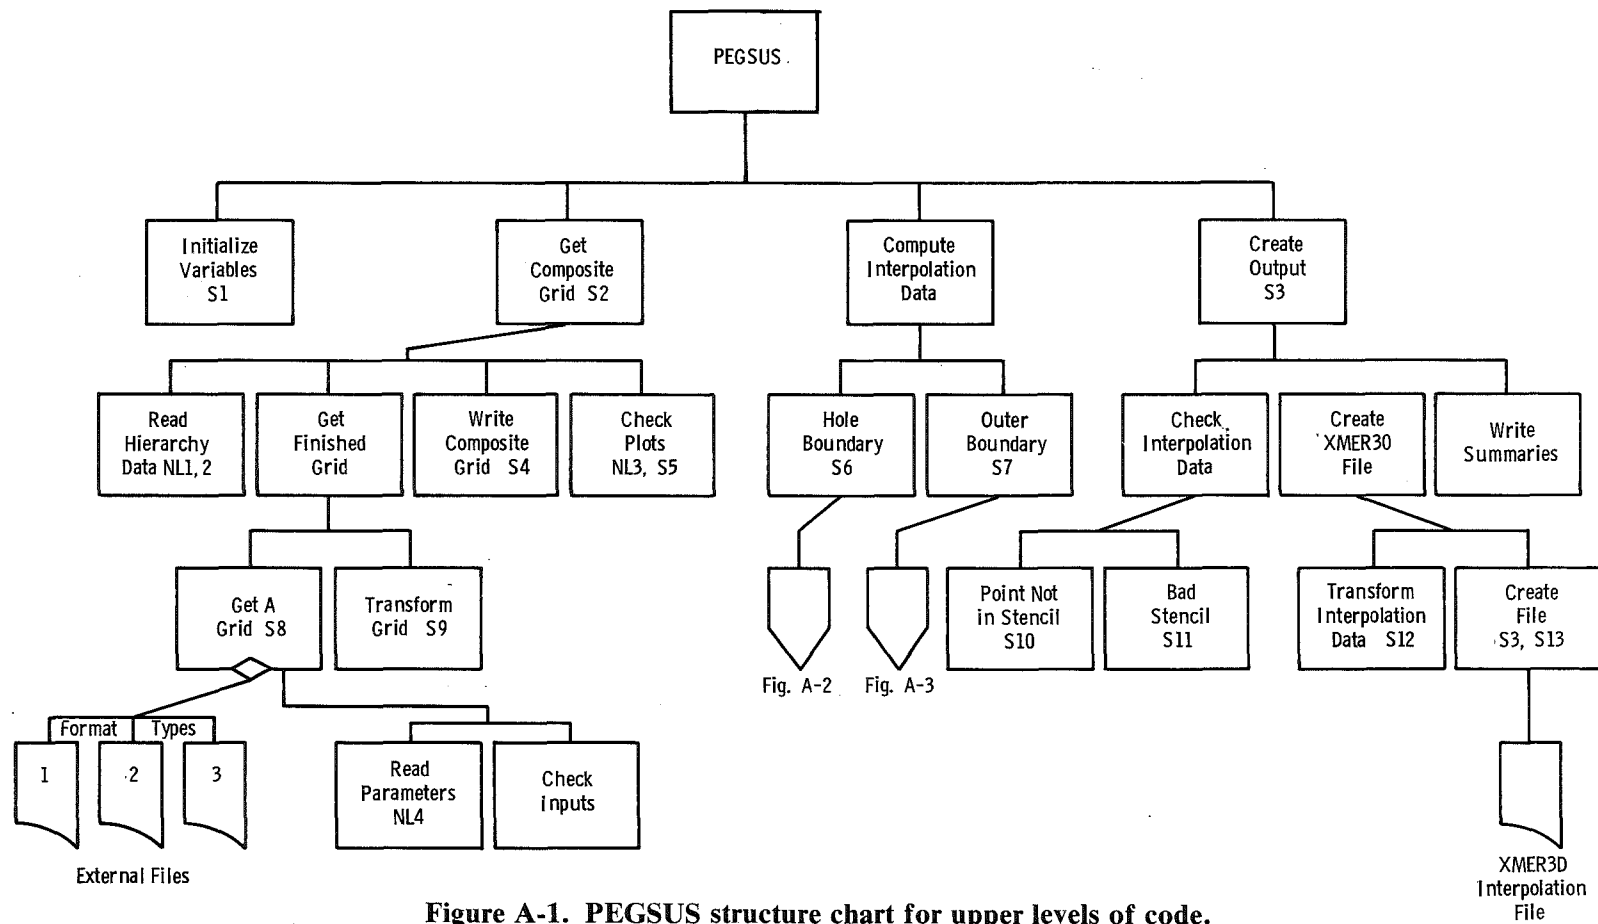 PEGSUS
Initialize
Variables
S1
Get
Composite
Grid S2
Compute
Interpolation
Data
Create
Output
S3
Read
Hierarchy
Data NL1, 2
Get
Finished
Grid
Write
Composite
Grid S4
Check
Plots
NL3, S5
Hole
Boundary
S6
Outer
Boundary
S7
Check
Interpolation
Data
Create
XMER3D
File
Write
Summaries
Get A
Grid S8
Transform
Grid S9
Fig. A-2
Fig. A-3
Point Not
in Stencil
S10
Bad
Stencil
S11
Transform
Interpolation
Data S12
Create
File
S3, S13
Format Types
1
2
3
External Files
Read
Parameters
NL4
Check
inputs
XMER3D
Interpolation
File
Figure A-1. PEGSUS structure chart for upper levels of code.